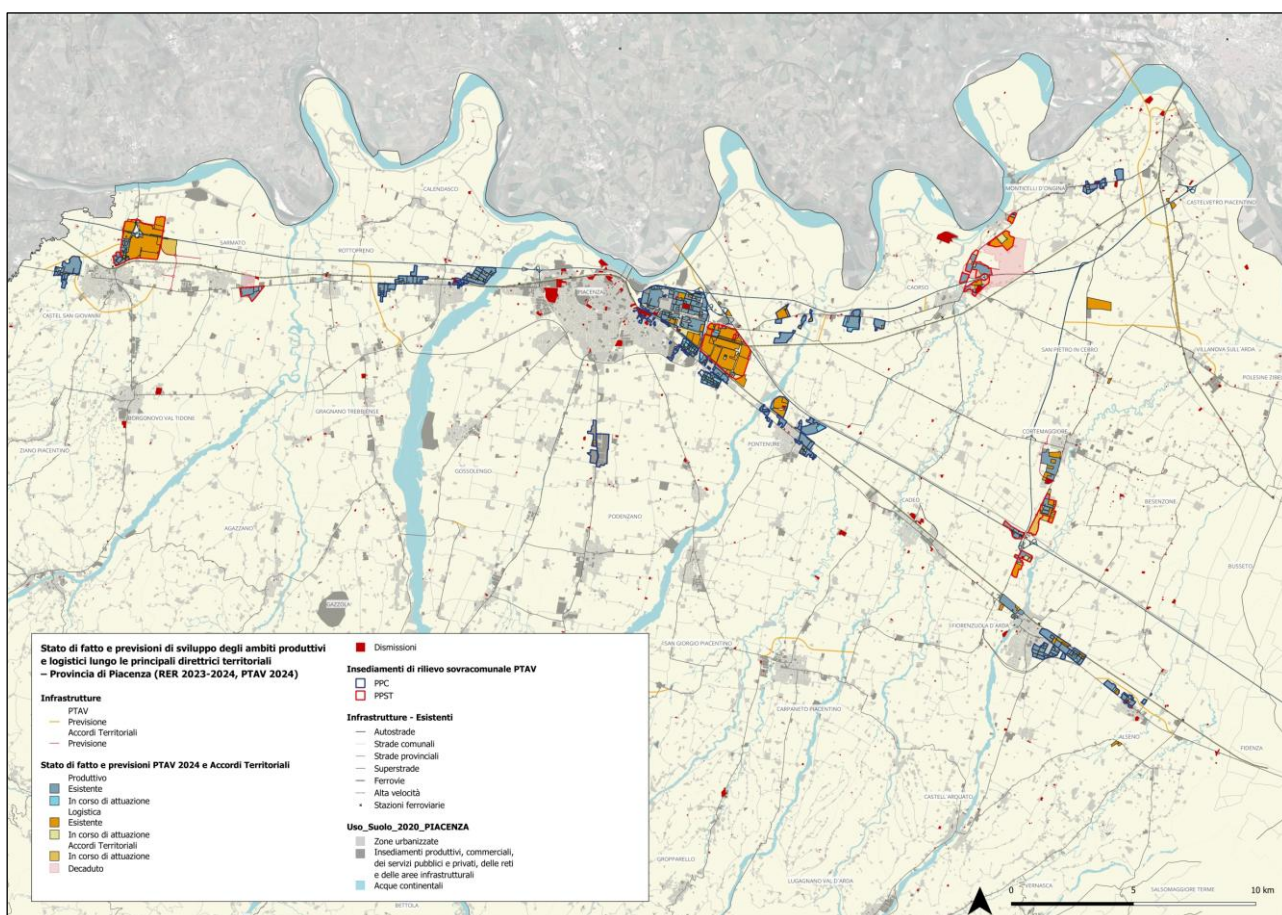 CALENDASCO
MONTICELLI D'ONGINA
CASTELVETRO PIACENTINO
SARMATO
ROTTOFRENO
PIACENZA
CAORSO
CASTEL SAN GIOVANNI
SAN PIETRO IN CERRO
VILLANOVA SULL'ARDA
POLESINE ZIBE
BORGONOVO VAL TIDONE
GRAGNANO TREBBIENSE
ZIANO PIACENTINO
GOSSOLENGO
PONTENURE
CORTEMAGGIORE
AGAZZANO
PODENZANO
CADEO
BESENZONE
BUSSETO
GAZZOLA
SAN GIORGIO PIACENTINO
FIORENZUOLA D'ARDA
CARPANETO PIACENTINO
ALSENO
FIDENZA
CASTELL'ARQUATO
GROPPARELLO
LUGAGNANO VAL D'ARDA
VERNASCA
SALSOMAGGIORE TERME
BETTOLA
Stato di fatto e previsioni di sviluppo degli ambiti produttivi
e logistici lungo le principali direttrici territoriali
– Provincia di Piacenza (RER 2023-2024, PTAV 2024)
Infrastrutture
PTAV
Previsione
Accordi Territoriali
Previsione
Stato di fatto e previsioni PTAV 2024 e Accordi Territoriali
Produttivo
Esistente
In corso di attuazione
Logistica
Esistente
In corso di attuazione
Accordi Territoriali
In corso di attuazione
Decaduto
Dismissioni
Insediamenti di rilievo sovracomunale PTAV
PPC
PPST
Infrastrutture - Esistenti
Autostrade
Strade comunali
Strade provinciali
Superstrade
Ferrovie
Alta velocità
Stazioni ferroviarie
Uso_Suolo_2020_PIACENZA
Zone urbanizzate
Insediamenti produttivi, commerciali,
dei servizi pubblici e privati, delle reti
e delle aree infrastrutturali
Acque continentali
0 5 10 km